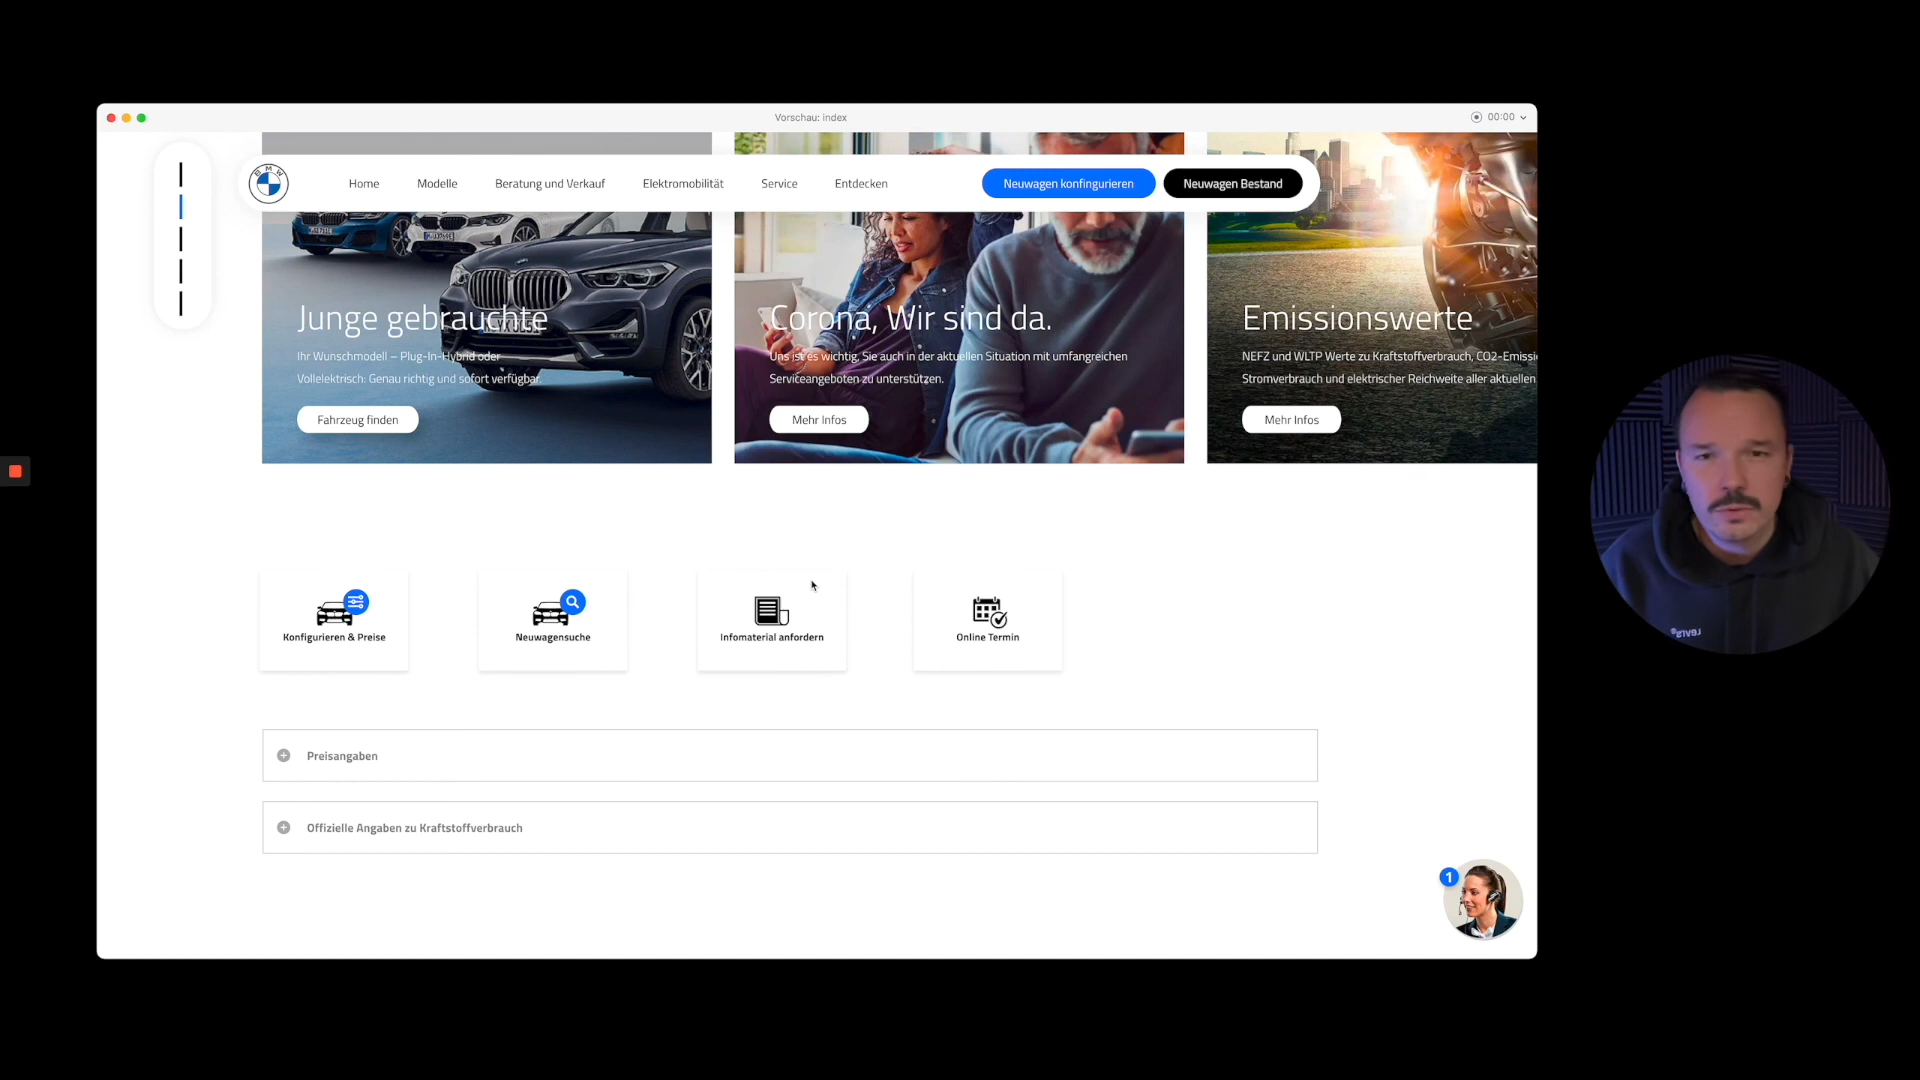 Vorschau: index
00:00
BMW
Home
Modelle
Beratung und Verkauf
Elektromobilität
Service
Entdecken
Neuwagen konfingurieren
Neuwagen Bestand
Junge gebrauchte
Ihr Wunschmodell – Plug-In-Hybrid oder
Vollelektrisch: Genau richtig und sofort verfügbar.
Fahrzeug finden
Corona, Wir sind da.
Uns ist es wichtig, Sie auch in der aktuellen Situation mit umfangreichen
Serviceangeboten zu unterstützen.
Mehr Infos
Emissionswerte
NEFZ und WLTP Werte zu Kraftstoffverbrauch, CO2-Emissi
Stromverbrauch und elektrischer Reichweite aller aktuellen
Mehr Infos
Konfigurieren & Preise
Neuwagensuche
Infomaterial anfordern
Online Termin
Preisangaben
Offizielle Angaben zu Kraftstoffverbrauch
1